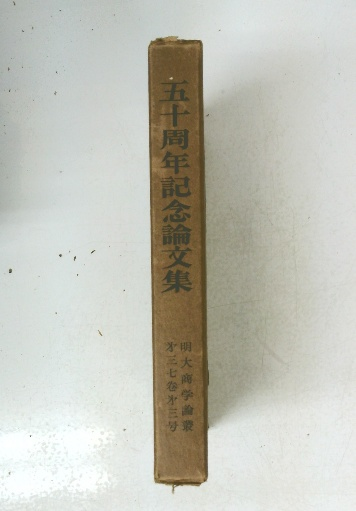 五十周年記念論文集
明大商学論叢
才三七巻才三号